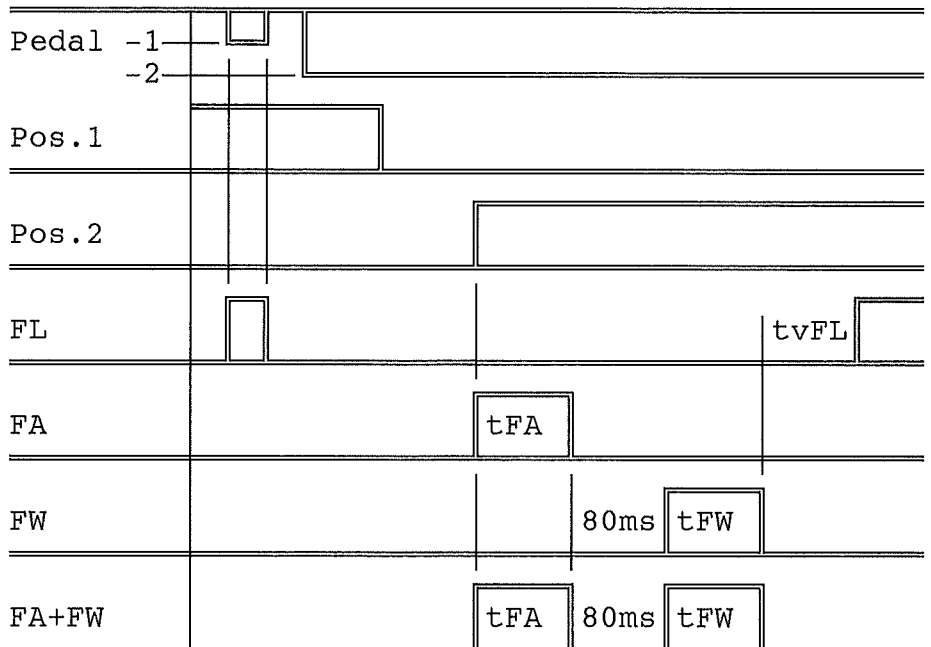 Pedal -1
-2
Pos.1
Pos.2
FL tvFL
FA tFA
FW 80ms tFW
FA+FW tFA 80ms tFW